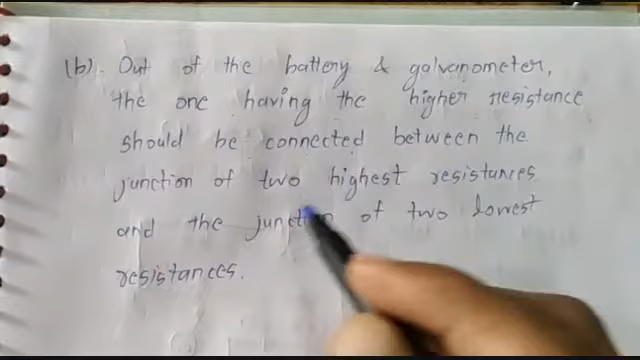 (b). Out of the battery & galvanometer,
the one having the higher resistance
should be connected between the
junction of two highest resistances
and the junction of two lowest
resistances.